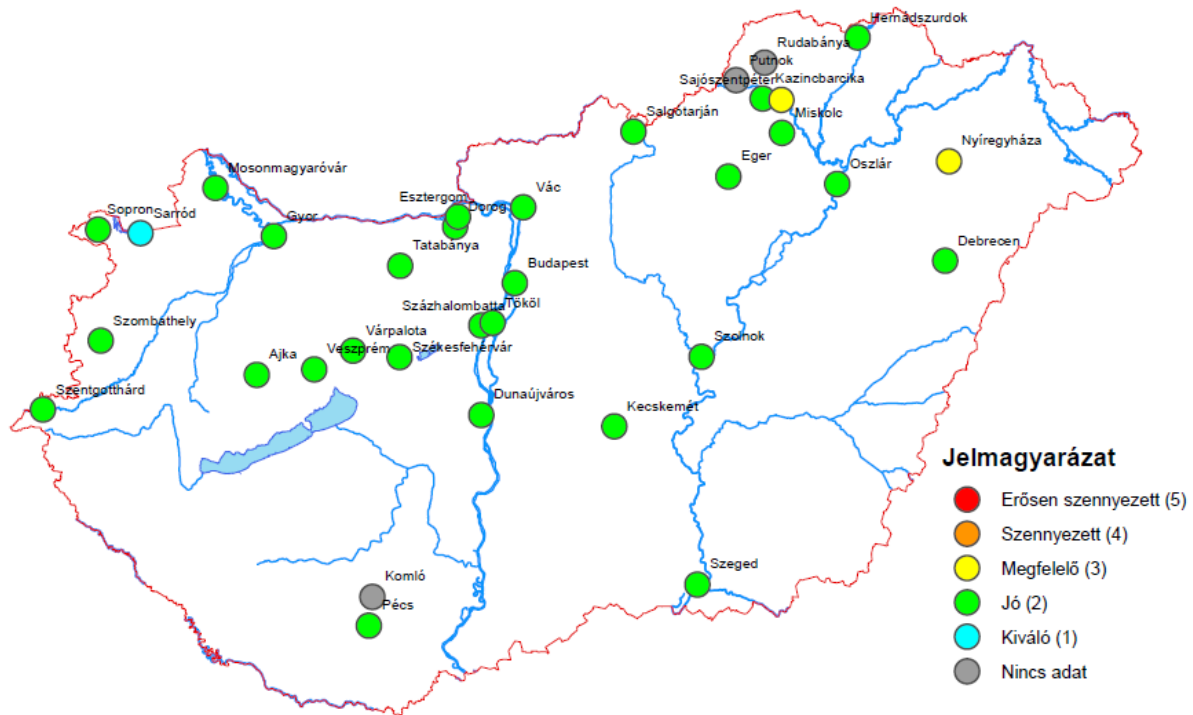 Hernádszurdok
Rudabánya
Putnok
Sajószentpéter
Kazincbarcika
Salgótarján
Miskolc
Nyíregyháza
Eger
Oszlár
Mosonmagyaróvár
Esztergom
Vác
Dorog
Sopron
Sarród
Gyor
Tatabánya
Debrecen
Budapest
Százhalombatta
Tököl
Szombathely
Várpalota
Szolnok
Ajka
Veszprém
Székesfehérvár
Szentgotthárd
Dunaújváros
Kecskemét
Jelmagyarázat
Erősen szennyezett (5)
Szennyezett (4)
Megfelelő (3)
Jó (2)
Kiváló (1)
Nincs adat
Szeged
Komló
Pécs